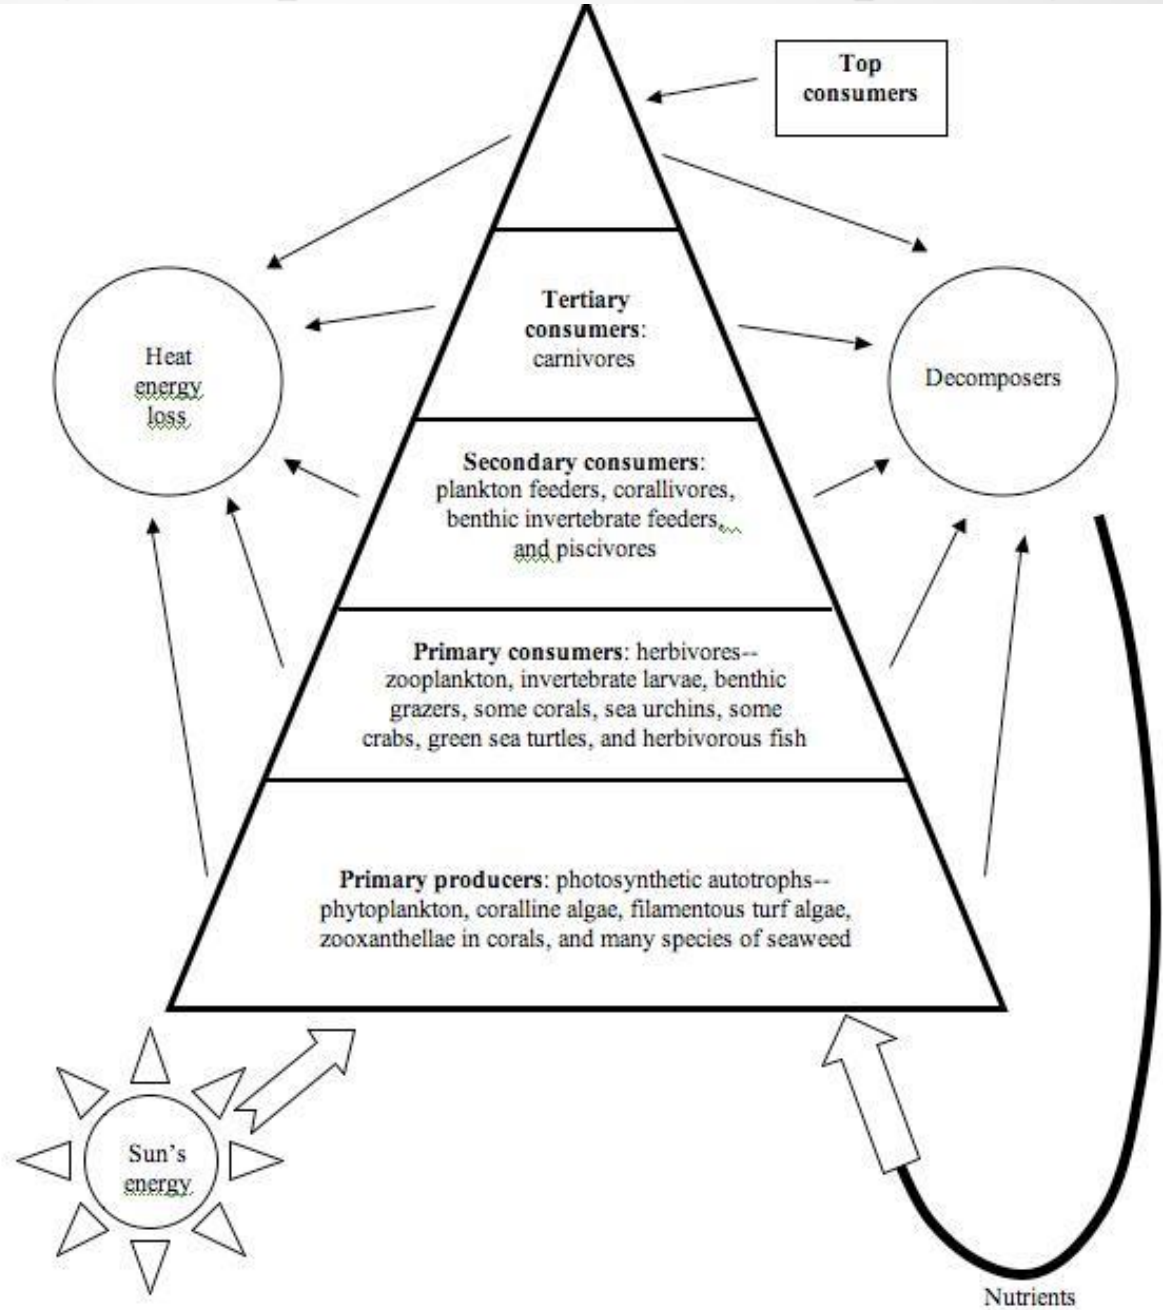 Top
consumers
Tertiary
consumers:
carnivores
Heat
energy
loss
Decomposers
Secondary consumers:
plankton feeders, corallivores,
benthic invertebrate feeders,
and piscivores
Primary consumers: herbivores--
zooplankton, invertebrate larvae, benthic
grazers, some corals, sea urchins, some
crabs, green sea turtles, and herbivorous fish
Primary producers: photosynthetic autotrophs--
phytoplankton, coralline algae, filamentous turf algae,
zooxanthellae in corals, and many species of seaweed
Sun's
energy
Nutrients